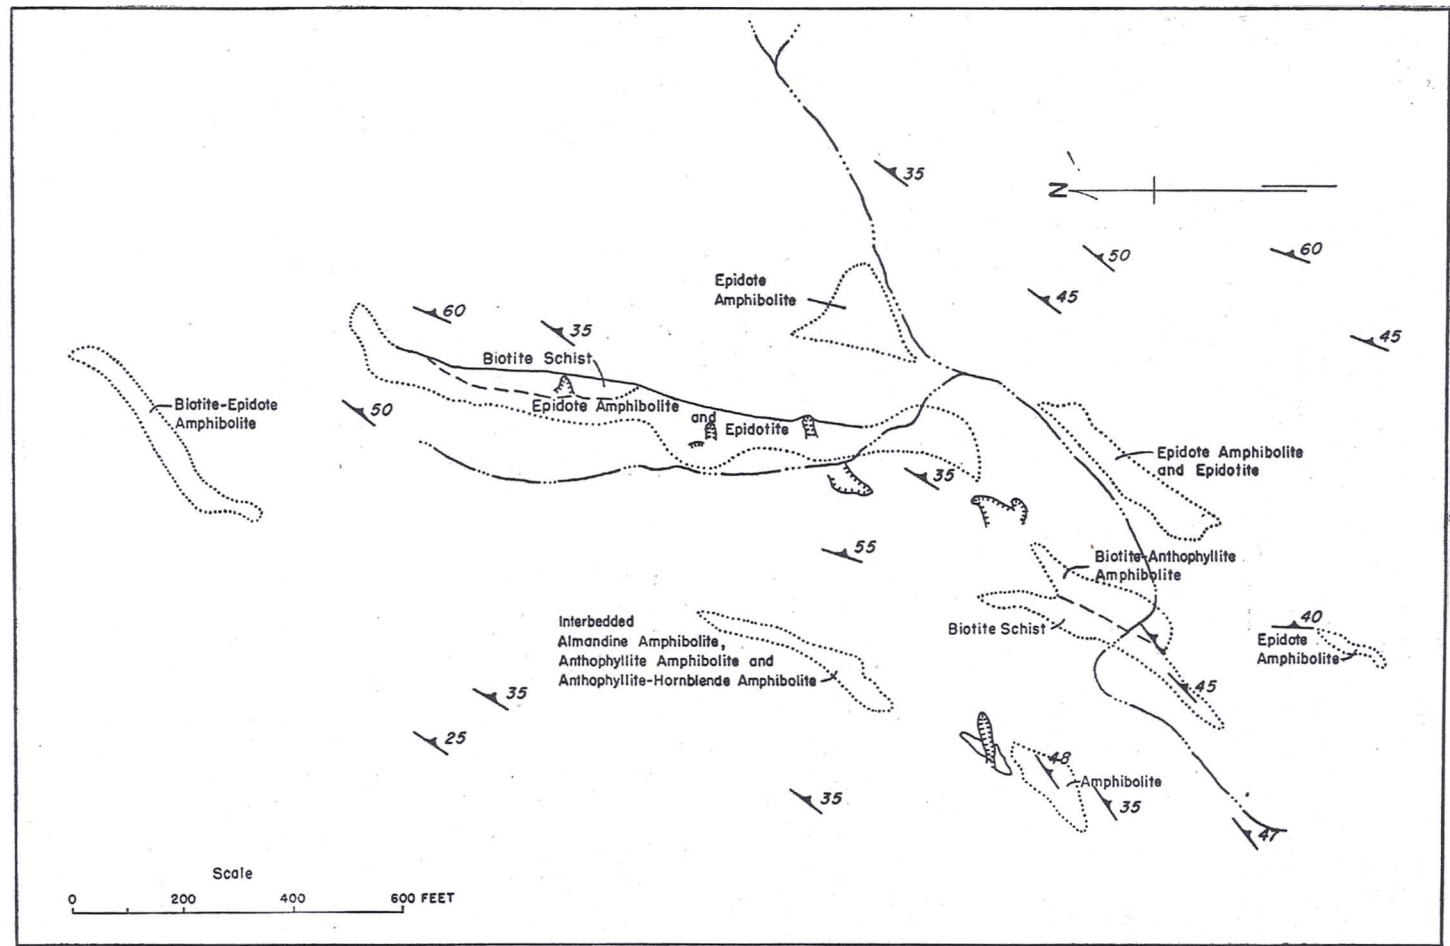 35
N
50
60
Epidote
Amphibolite
45
60
35
45
Biotite Schist
Biotite-Epidote
Amphibolite
50
Epidote Amphibolite
and
Epidotite
Epidote Amphibolite
and Epidotite
35
55
Biotite-Anthophyllite
Amphibolite
Interbedded
Almandine Amphibolite,
Anthophyllite Amphibolite and
Anthophyllite-Hornblende Amphibolite
Biotite Schist
40
Epidote
Amphibolite
35
45
25
48
Amphibolite
35
35
47
Scale
0 200 400 600 FEET